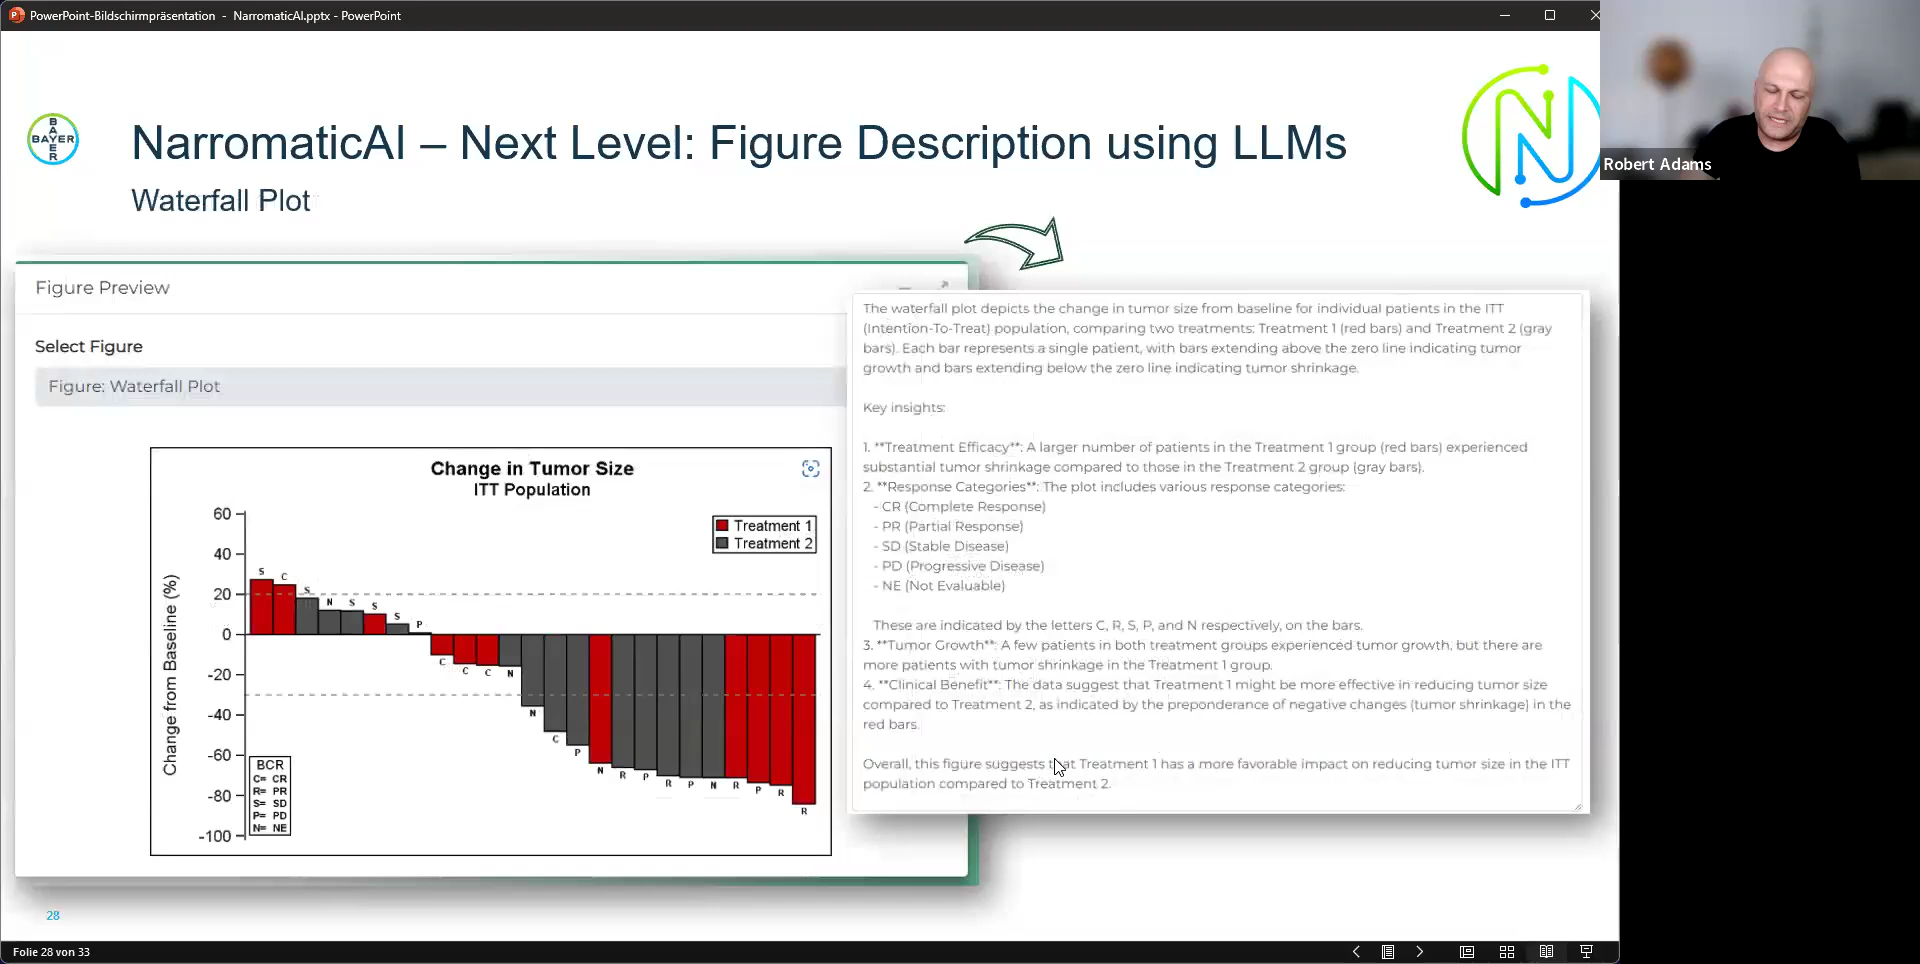 PowerPoint-Bildschirmpräsentation - NarromaticAI.pptx - PowerPoint
Robert Adams
BAYER
BAYER
NarromaticAI – Next Level: Figure Description using LLMs
Waterfall Plot
N
Figure Preview
Select Figure
Figure: Waterfall Plot
Change in Tumor Size
ITT Population
Treatment 1
Treatment 2
Change from Baseline (%)
60
40
20
0
-20
-40
-60
-80
-100
S
C
S
N
S
S
S
P
C
C
C
N
N
C
P
N
R
P
R
P
N
R
P
R
R
BCR
C= CR
R= PR
S= SD
P= PD
N= NE
The waterfall plot depicts the change in tumor size from baseline for individual patients in the ITT
(Intention-To-Treat) population, comparing two treatments: Treatment 1 (red bars) and Treatment 2 (gray
bars). Each bar represents a single patient, with bars extending above the zero line indicating tumor
growth and bars extending below the zero line indicating tumor shrinkage.
Key insights:
1. **Treatment Efficacy**: A larger number of patients in the Treatment 1 group (red bars) experienced
substantial tumor shrinkage compared to those in the Treatment 2 group (gray bars).
2. **Response Categories**: The plot includes various response categories:
- CR (Complete Response)
- PR (Partial Response)
- SD (Stable Disease)
- PD (Progressive Disease)
- NE (Not Evaluable)
These are indicated by the letters C, R, S, P, and N respectively, on the bars.
3. **Tumor Growth**: A few patients in both treatment groups experienced tumor growth, but there are
more patients with tumor shrinkage in the Treatment 1 group.
4. **Clinical Benefit**: The data suggest that Treatment 1 might be more effective in reducing tumor size
compared to Treatment 2, as indicated by the preponderance of negative changes (tumor shrinkage) in the
red bars.
Overall, this figure suggests that Treatment 1 has a more favorable impact on reducing tumor size in the ITT
population compared to Treatment 2.
28
Folie 28 von 33